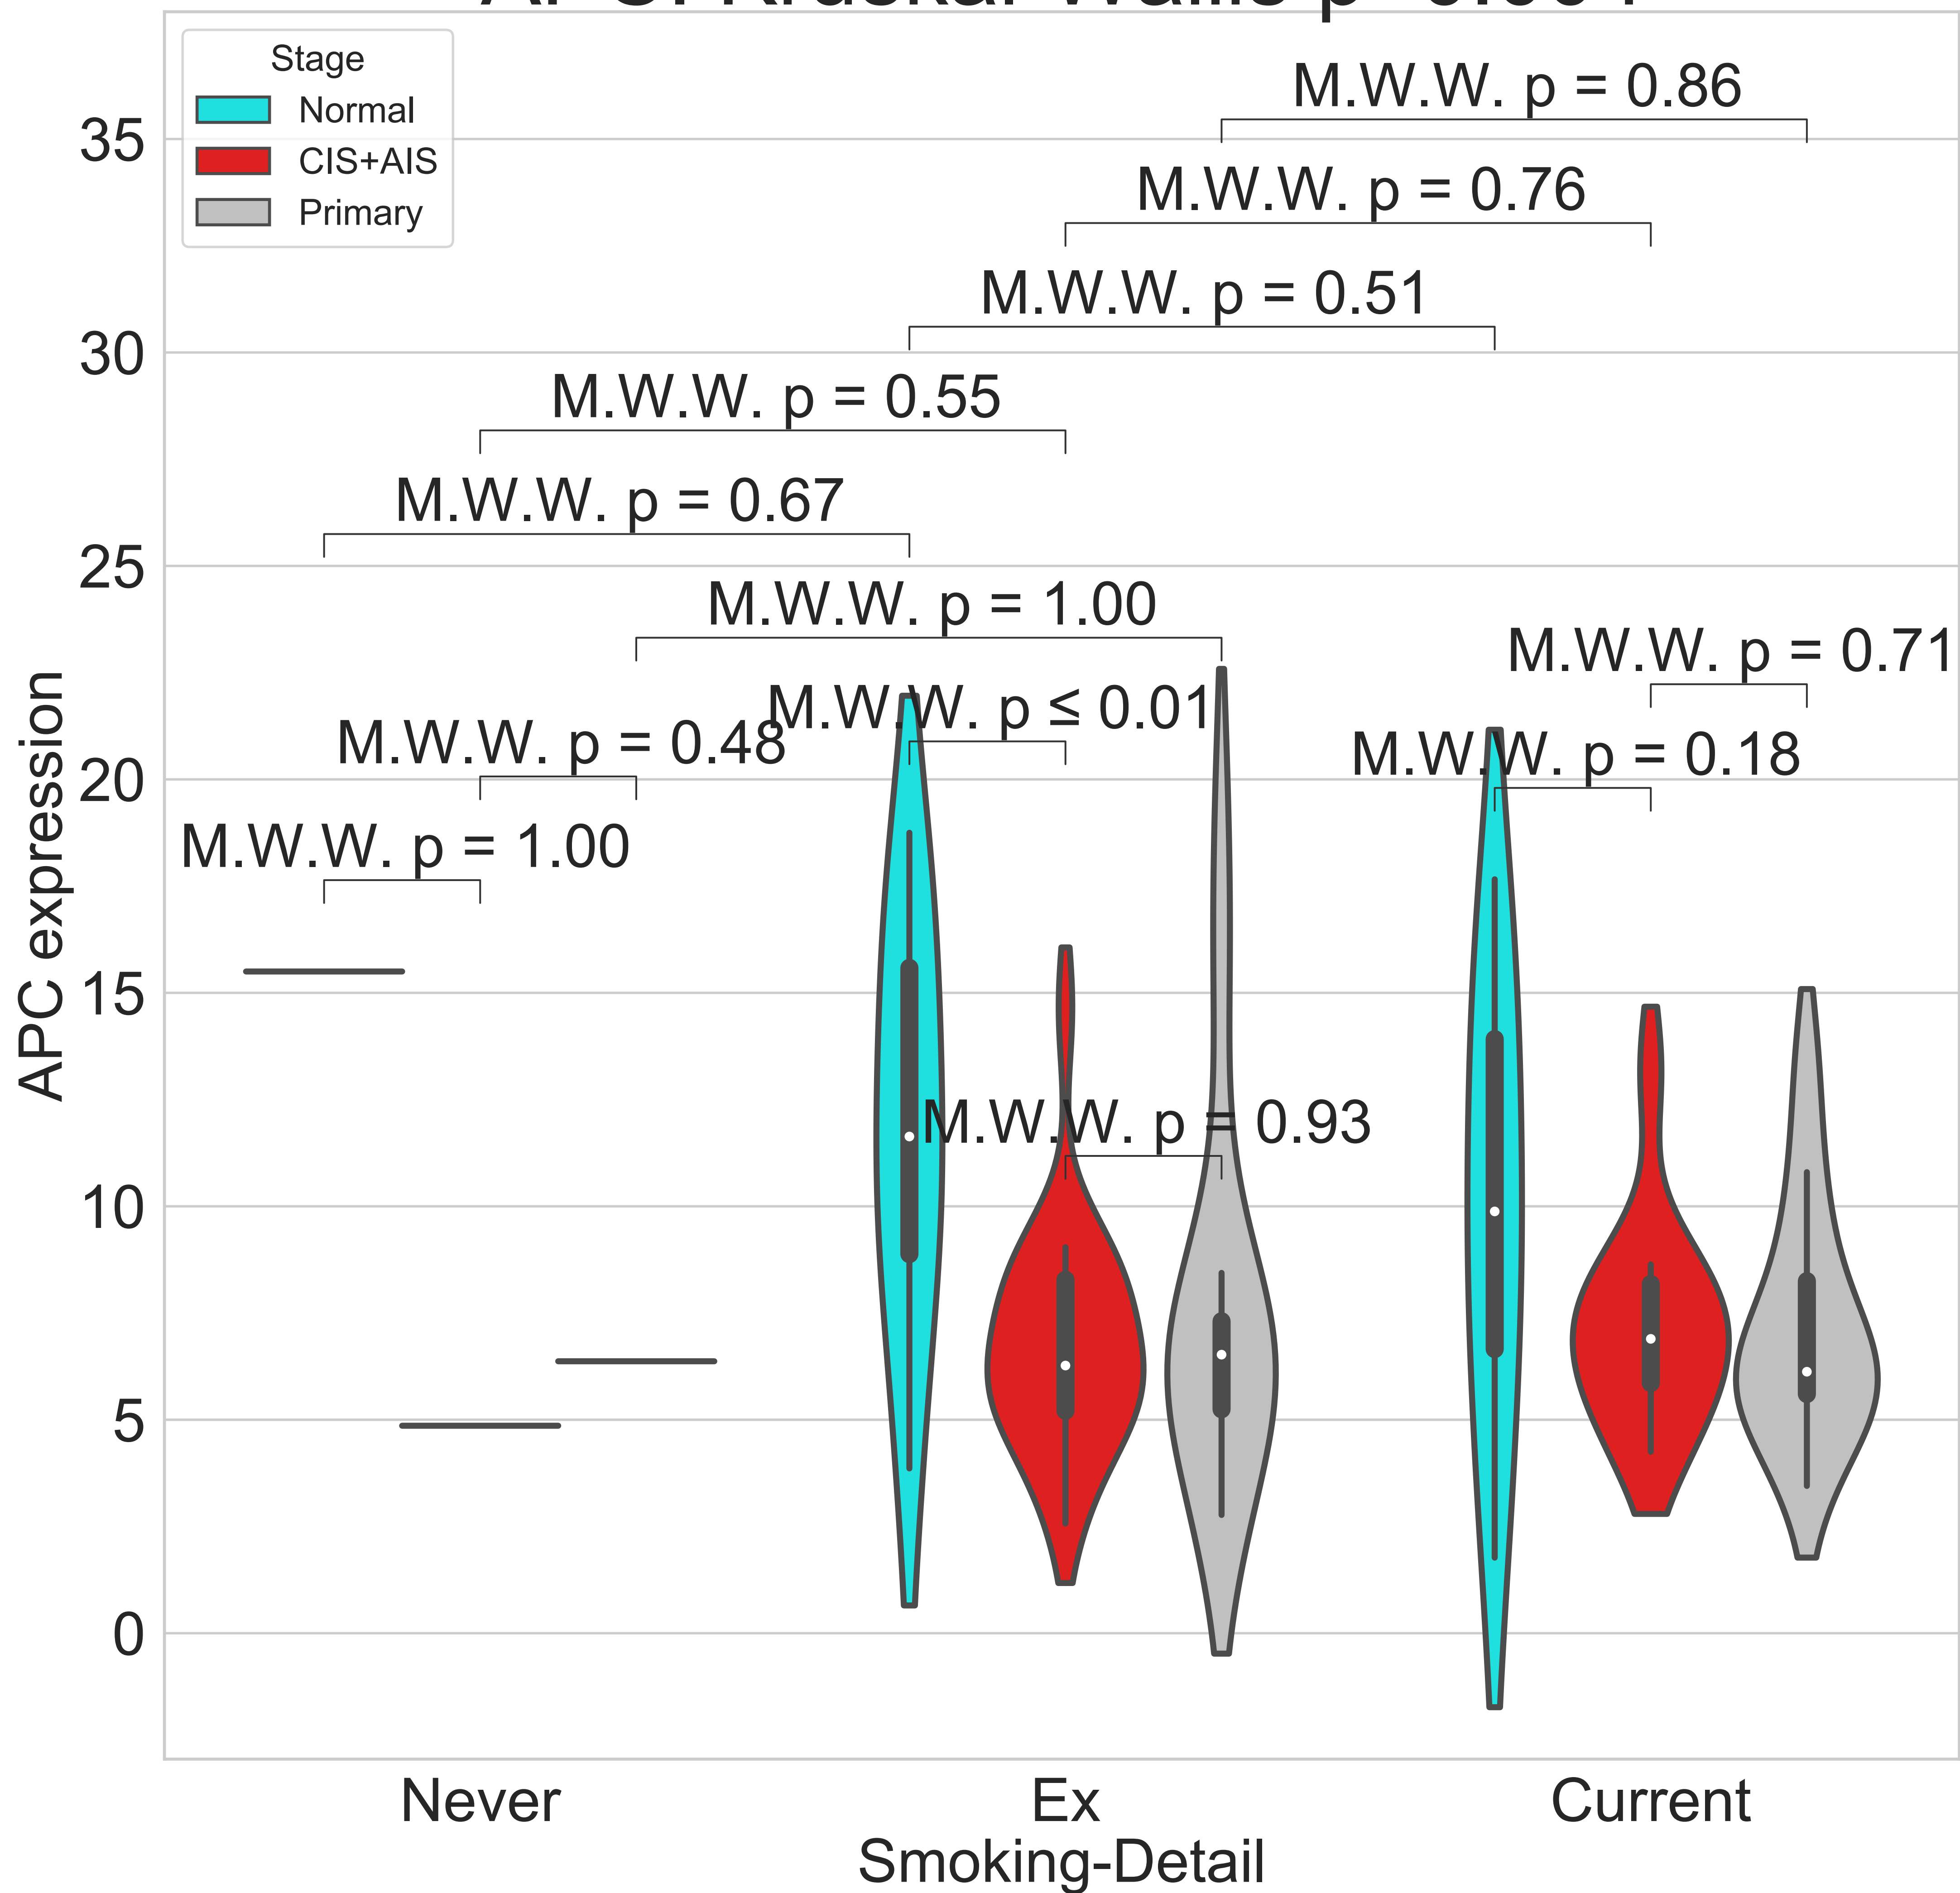 Stage
Normal
CIS+AIS
Primary
M.W.W. p = 0.86
M.W.W. p = 0.76
M.W.W. p = 0.51
M.W.W. p = 0.55
M.W.W. p = 0.67
M.W.W. p = 1.00
M.W.W. p = 0.71
M.W.W. p ≤ 0.01
M.W.W. p = 0.48
M.W.W. p = 0.18
M.W.W. p = 1.00
M.W.W. p = 0.93
35
30
25
20
15
10
5
0
APC expression
Never
Ex
Current
Smoking-Detail